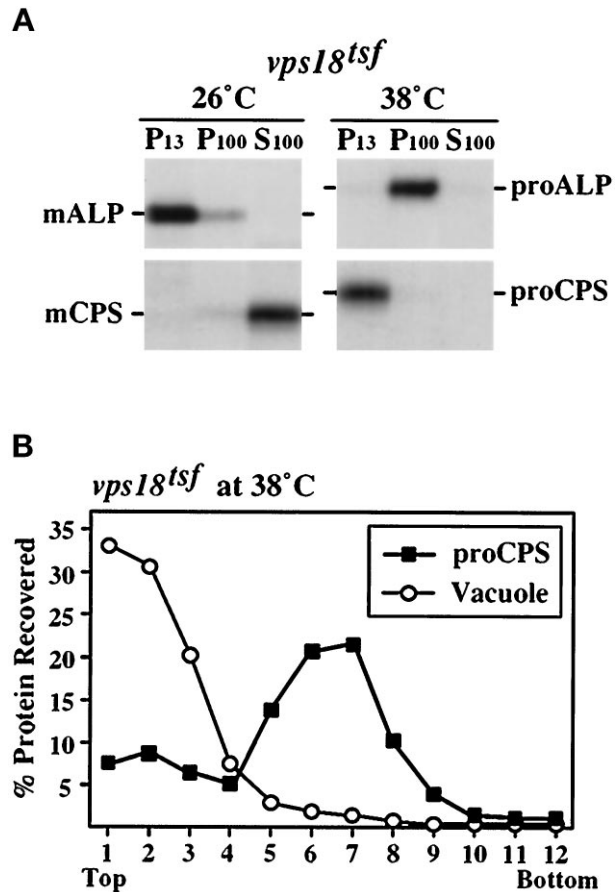 A
vps18tsf
26°C 38°C
P13 P100 S100 P13 P100 S100
mALP proALP
mCPS proCPS
B
vps18tsf at 38°C
% Protein Recovered
35
30
25
20
15
10
5
proCPS
Vacuole
1 2 3 4 5 6 7 8 9 10 11 12
Top Bottom